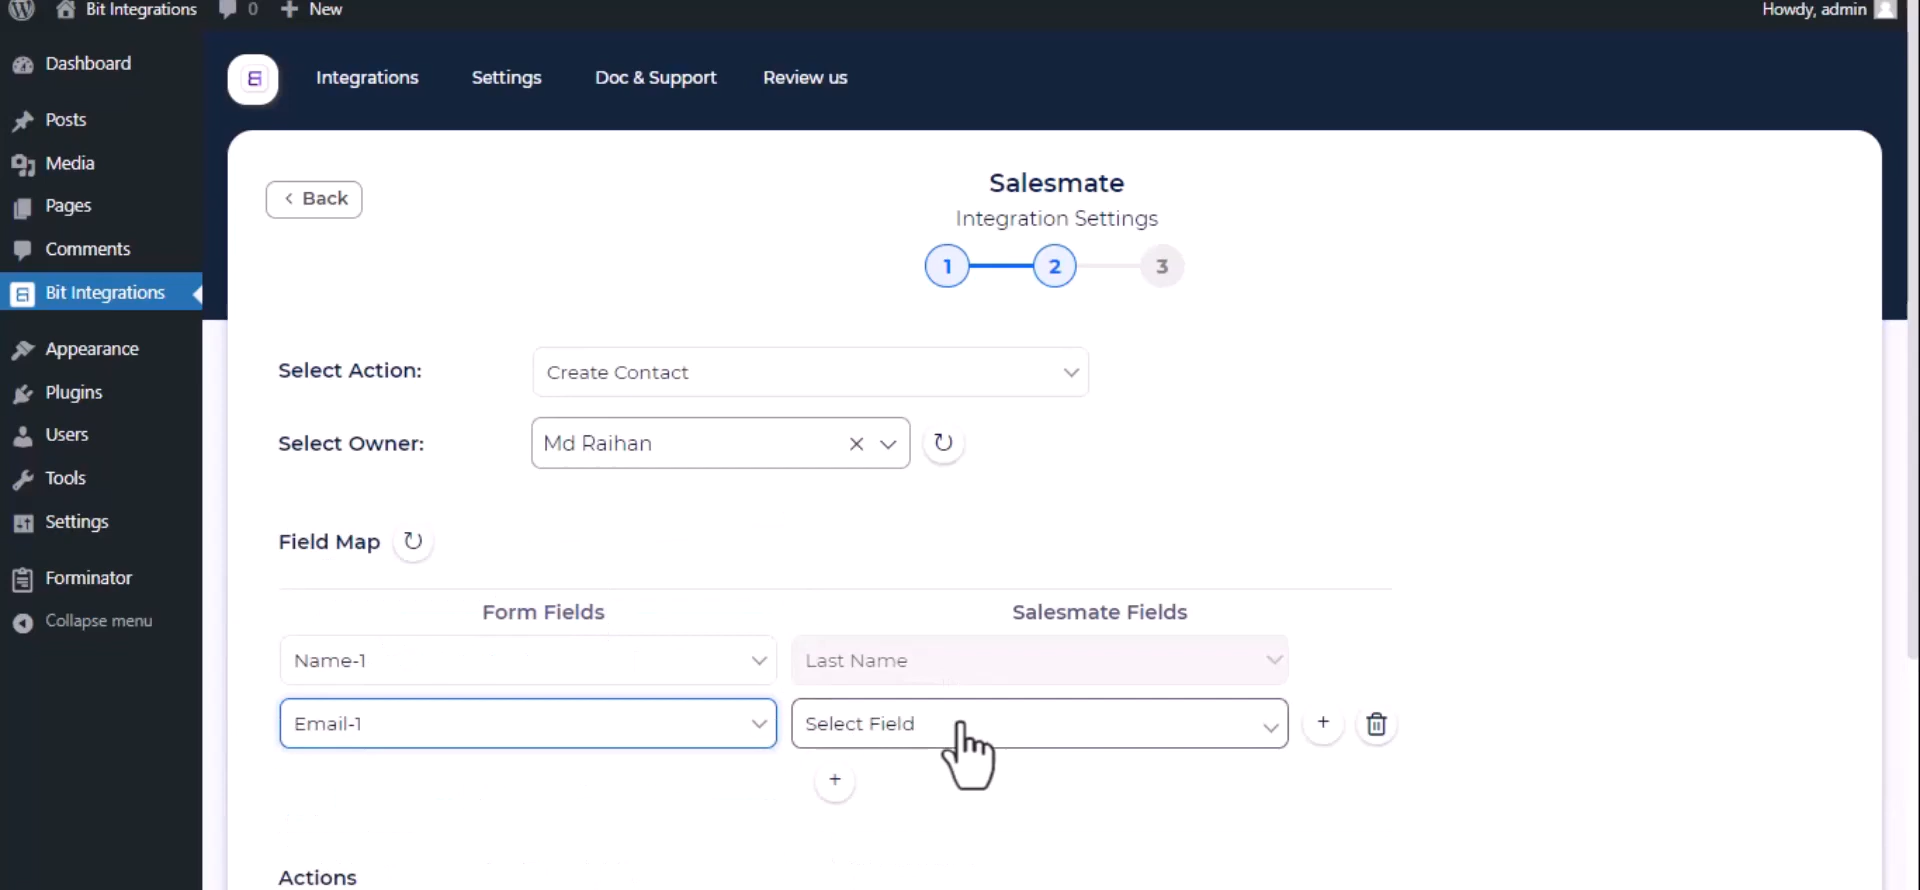 Bit Integrations 0 New Howdy, admin
Dashboard
Posts
Media
Pages
Comments
Bit Integrations
Appearance
Plugins
Users
Tools
Settings
Forminator
Collapse menu
Integrations Settings Doc & Support Review us
Back
Salesmate
Integration Settings
1 2 3
Select Action: Create Contact
Select Owner: Md Raihan
Field Map
Form Fields Salesmate Fields
Name-1 Last Name
Email-1 Select Field +
+
Actions